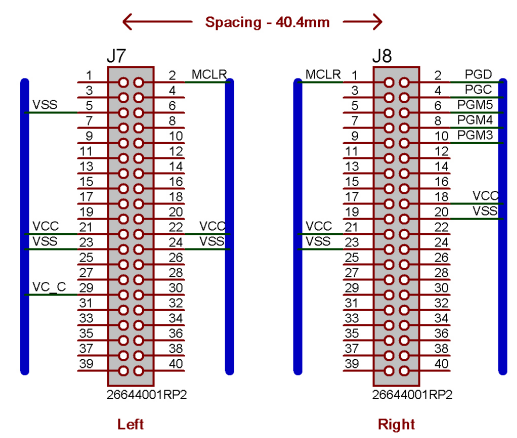 Spacing - 40.4mm
J7 J8
1 2 MCLR MCLR 1 2 PGD
3 4 3 4 PGC
VSS 5 6 5 6 PGM5
7 8 7 8 PGM4
9 10 9 10 PGM3
11 12 11 12
13 14 13 14
15 16 15 16
17 18 17 18 VCC
19 20 19 20 VSS
VCC 21 22 VCC VCC 21 22
VSS 23 24 VSS VSS 23 24
25 26 25 26
27 28 27 28
VC_C 29 30 29 30
31 32 31 32
33 34 33 34
35 36 35 36
37 38 37 38
39 40 39 40
26644001RP2 26644001RP2
Left Right